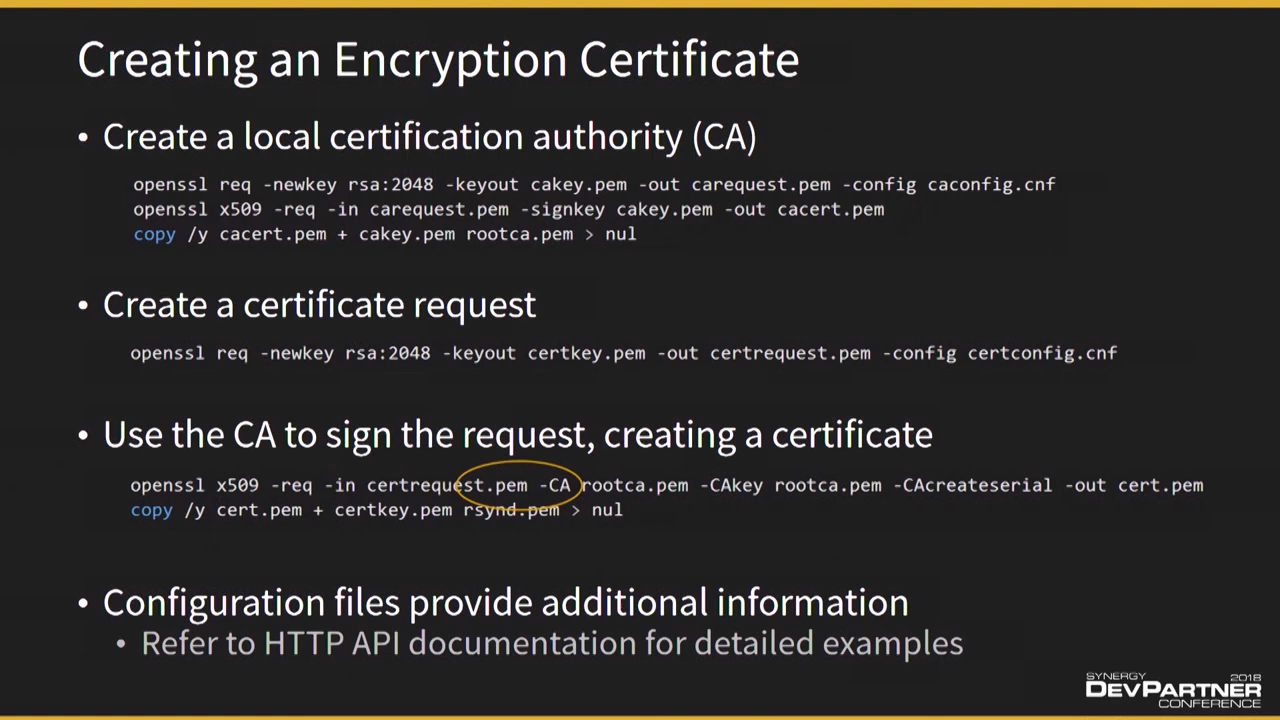 Creating an Encryption Certificate
• Create a local certification authority (CA)
openssl req -newkey rsa:2048 -keyout cakey.pem -out carequest.pem -config caconfig.cnf
openssl x509 -req -in carequest.pem -signkey cakey.pem -out cacert.pem
copy /y cacert.pem + cakey.pem rootca.pem > nul
• Create a certificate request
openssl req -newkey rsa:2048 -keyout certkey.pem -out certrequest.pem -config certconfig.cnf
• Use the CA to sign the request, creating a certificate
openssl x509 -req -in certrequest.pem -CA rootca.pem -CAkey rootca.pem -CAcreateserial -out cert.pem
copy /y cert.pem + certkey.pem rsynd.pem > nul
• Configuration files provide additional information
• Refer to HTTP API documentation for detailed examples
SYNERGY 2018
DEVPARTNER
CONFERENCE